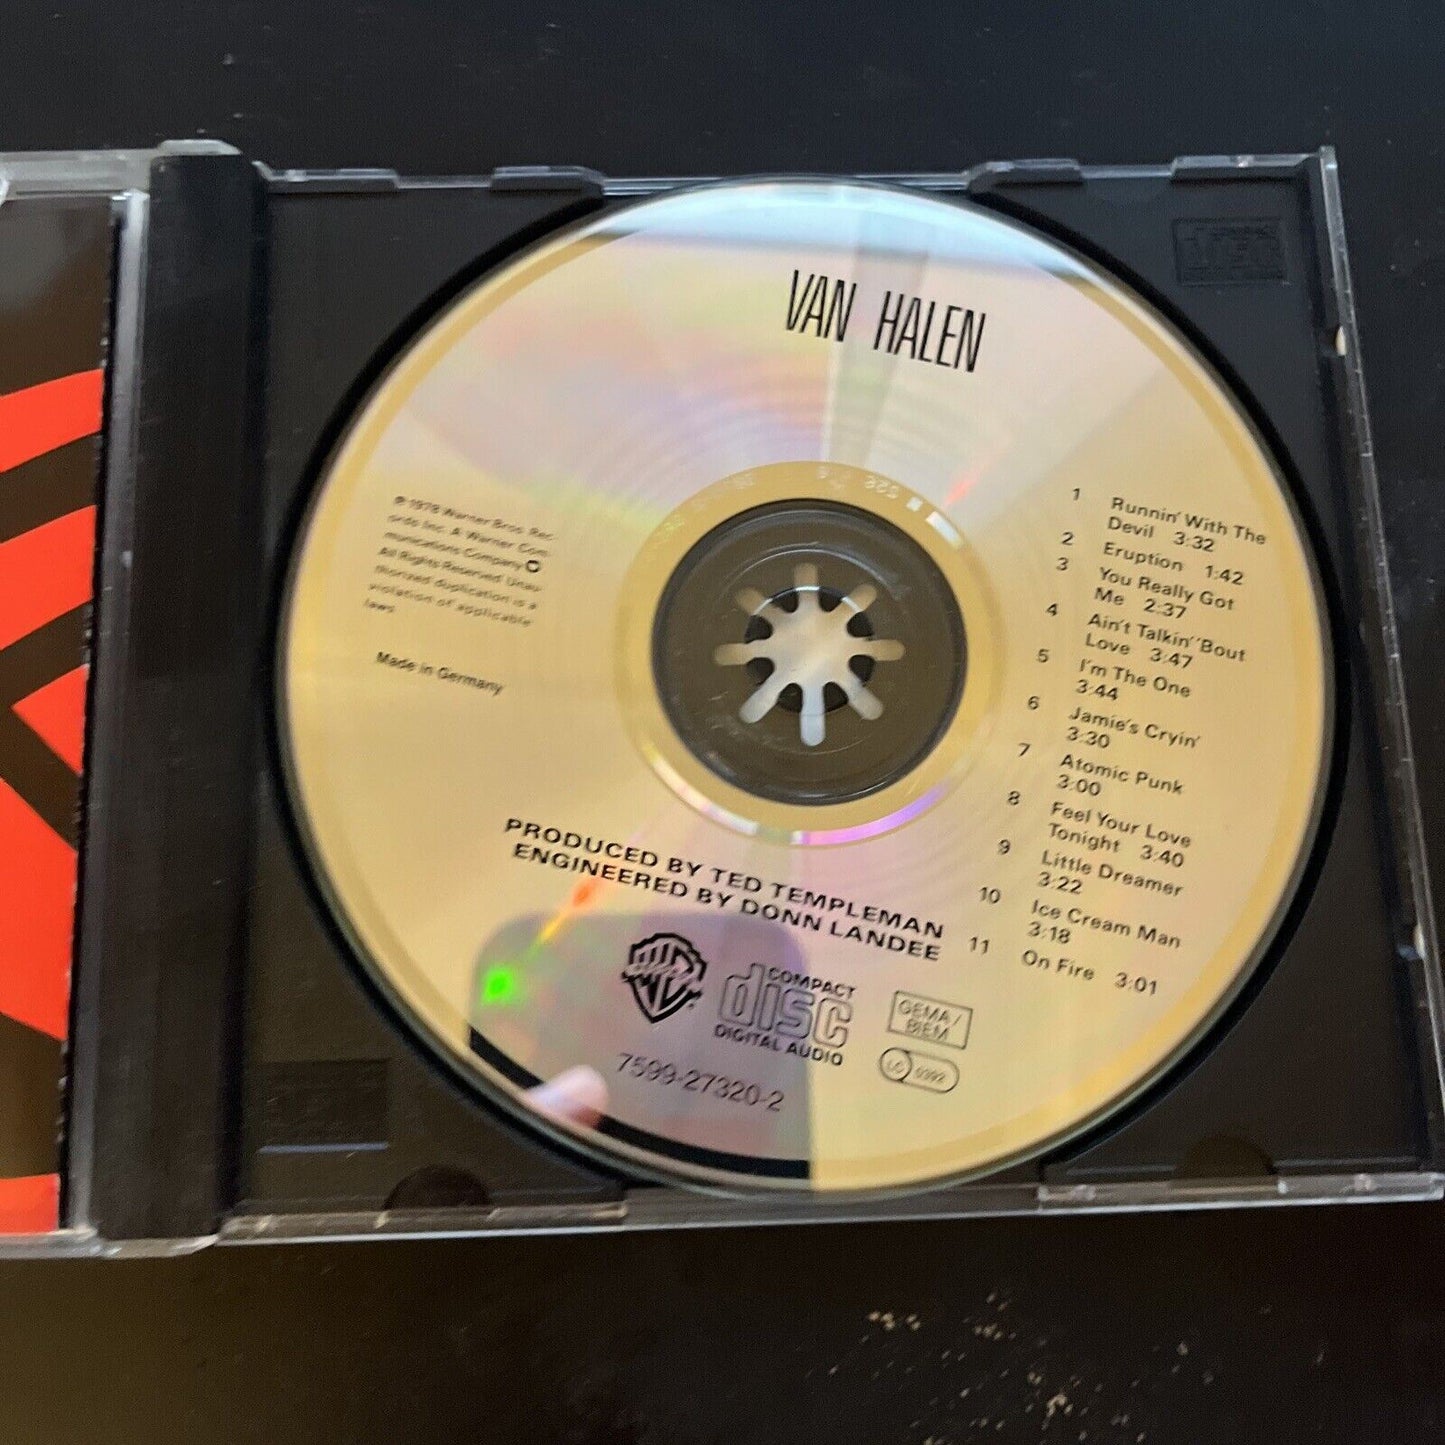 VAN HALEN
℗ 1978 Warner Bros. Rec-
ords Inc. A Warner Com-
munications Company
All Rights Reserved. Unau-
thorized duplication is a
violation of applicable
laws.
Made in Germany
1 Runnin' With The
Devil 3:32
2 Eruption 1:42
3 You Really Got
Me 2:37
4 Ain't Talkin' 'Bout
Love 3:47
5 I'm The One
3:44
6 Jamie's Cryin'
3:30
7 Atomic Punk
3:00
8 Feel Your Love
Tonight 3:40
9 Little Dreamer
3:22
10 Ice Cream Man
3:18
11 On Fire 3:01
PRODUCED BY TED TEMPLEMAN
ENGINEERED BY DONN LANDEE
WB
COMPACT
disc
DIGITAL AUDIO
GEMA/
BIEM
LC 0392
7599-27320-2